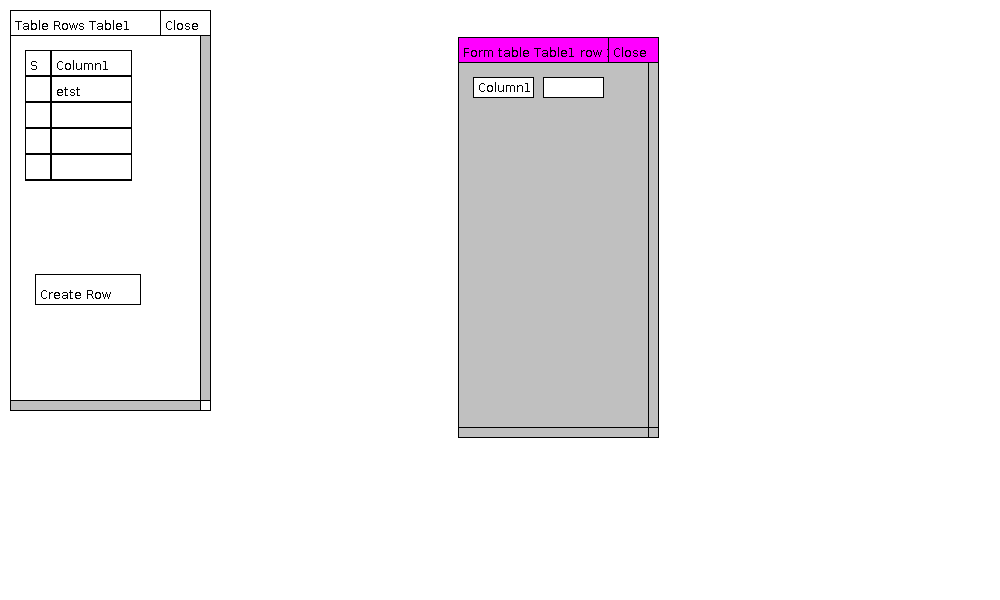 Table Rows Table1 Close
S Column1
etst
Create Row
Form table Table1 row Close
Column1